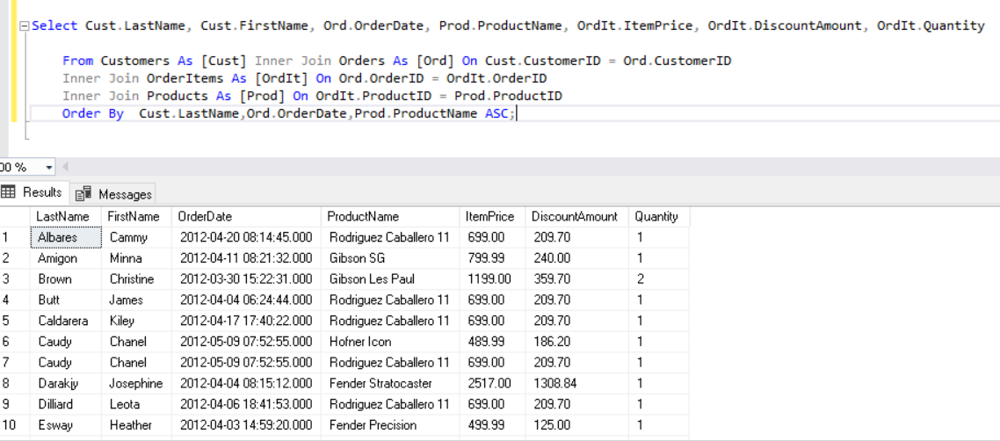 Select Cust.LastName, Cust.FirstName, Ord.OrderDate, Prod.ProductName, OrdIt.ItemPrice, OrdIt.DiscountAmount, OrdIt.Quantity
From Customers As [Cust] Inner Join Orders As [Ord] On Cust.CustomerID = Ord.CustomerID
Inner Join OrderItems As [OrdIt] On Ord.OrderID = OrdIt.OrderID
Inner Join Products As [Prod] On OrdIt.ProductID = Prod.ProductID
Order By  Cust.LastName,Ord.OrderDate,Prod.ProductName ASC;
00 %
Results Messages
LastName FirstName OrderDate ProductName ItemPrice DiscountAmount Quantity
1 Albares Cammy 2012-04-20 08:14:45.000 Rodriguez Caballero 11 699.00 209.70 1
2 Amigon Minna 2012-04-11 08:21:32.000 Gibson SG 799.99 240.00 1
3 Brown Christine 2012-03-30 15:22:31.000 Gibson Les Paul 1199.00 359.70 2
4 Butt James 2012-04-04 06:24:44.000 Rodriguez Caballero 11 699.00 209.70 1
5 Caldarera Kiley 2012-04-17 17:40:22.000 Rodriguez Caballero 11 699.00 209.70 1
6 Caudy Chanel 2012-05-09 07:52:55.000 Hofner Icon 489.99 186.20 1
7 Caudy Chanel 2012-05-09 07:52:55.000 Rodriguez Caballero 11 699.00 209.70 1
8 Darakjy Josephine 2012-04-04 08:15:12.000 Fender Stratocaster 2517.00 1308.84 1
9 Dilliard Leota 2012-04-06 18:41:53.000 Rodriguez Caballero 11 699.00 209.70 1
10 Esway Heather 2012-04-03 14:59:20.000 Fender Precision 499.99 125.00 1